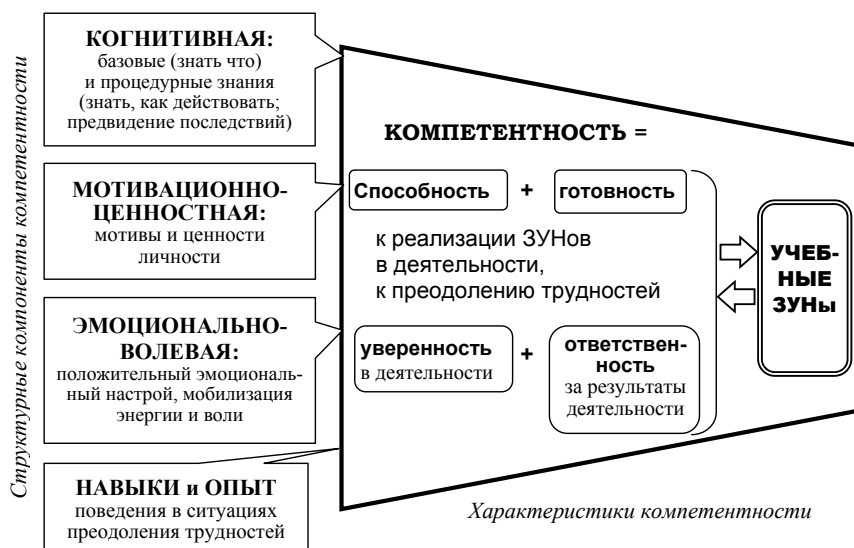 Структурные компоненты компетентности
КОГНИТИВНАЯ:
базовые (знать что)
и процедурные знания
(знать, как действовать;
предвидение последствий)
МОТИВАЦИОННО-
ЦЕННОСТНАЯ:
мотивы и ценности
личности
ЭМОЦИОНАЛЬНО-
ВОЛЕВАЯ:
положительный эмоциональ-
ный настрой, мобилизация
энергии и воли
НАВЫКИ и ОПЫТ
поведения в ситуациях
преодоления трудностей
КОМПЕТЕНТНОСТЬ =
Способность + готовность
к реализации ЗУНов
в деятельности,
к преодолению трудностей
уверенность
в деятельности
+
ответствен-
ность
за результаты
деятельности
УЧЕБ-
НЫЕ
ЗУНы
Характеристики компетентности